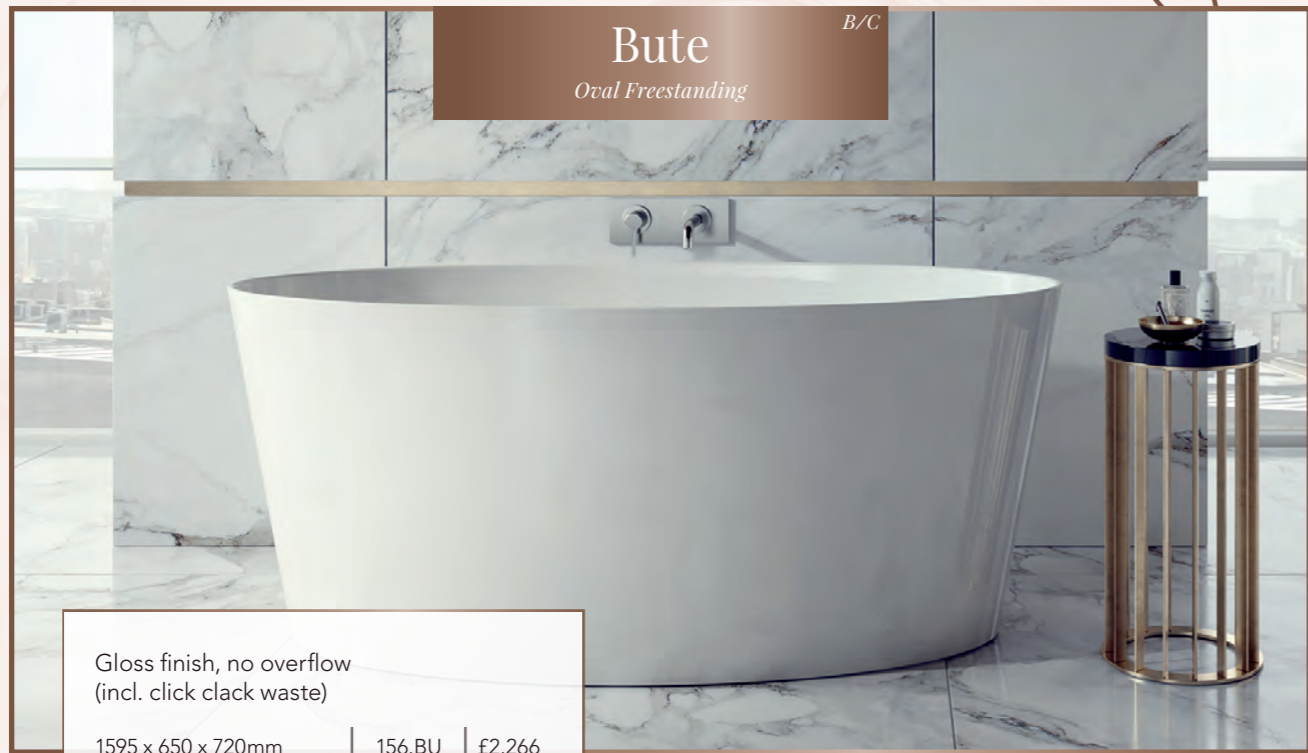 Bute
B/C
Oval Freestanding
Gloss finish, no overflow
(incl. click clack waste)
1595 x 650 x 720mm | 156.BU | £2,266